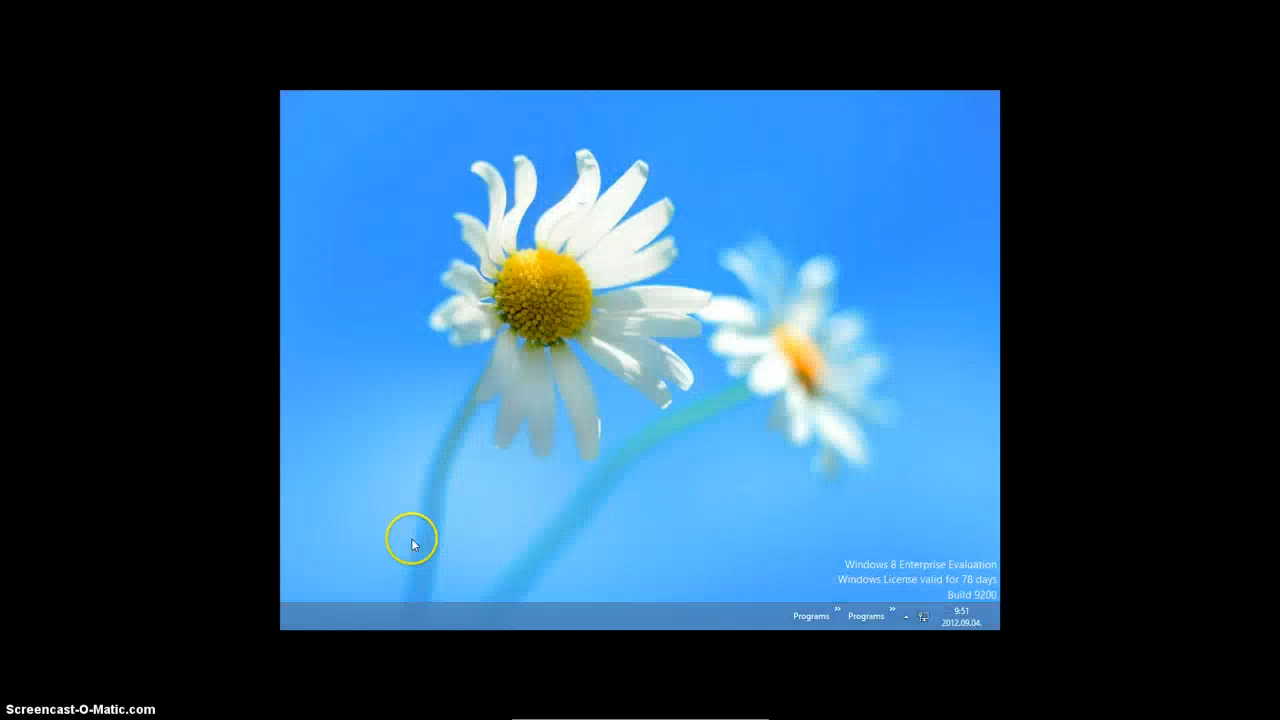 Windows 8 Enterprise Evaluation
Windows License valid for 78 days
Build 9200
Programs » Programs » 9:51
2012.09.04.
Screencast-O-Matic.com